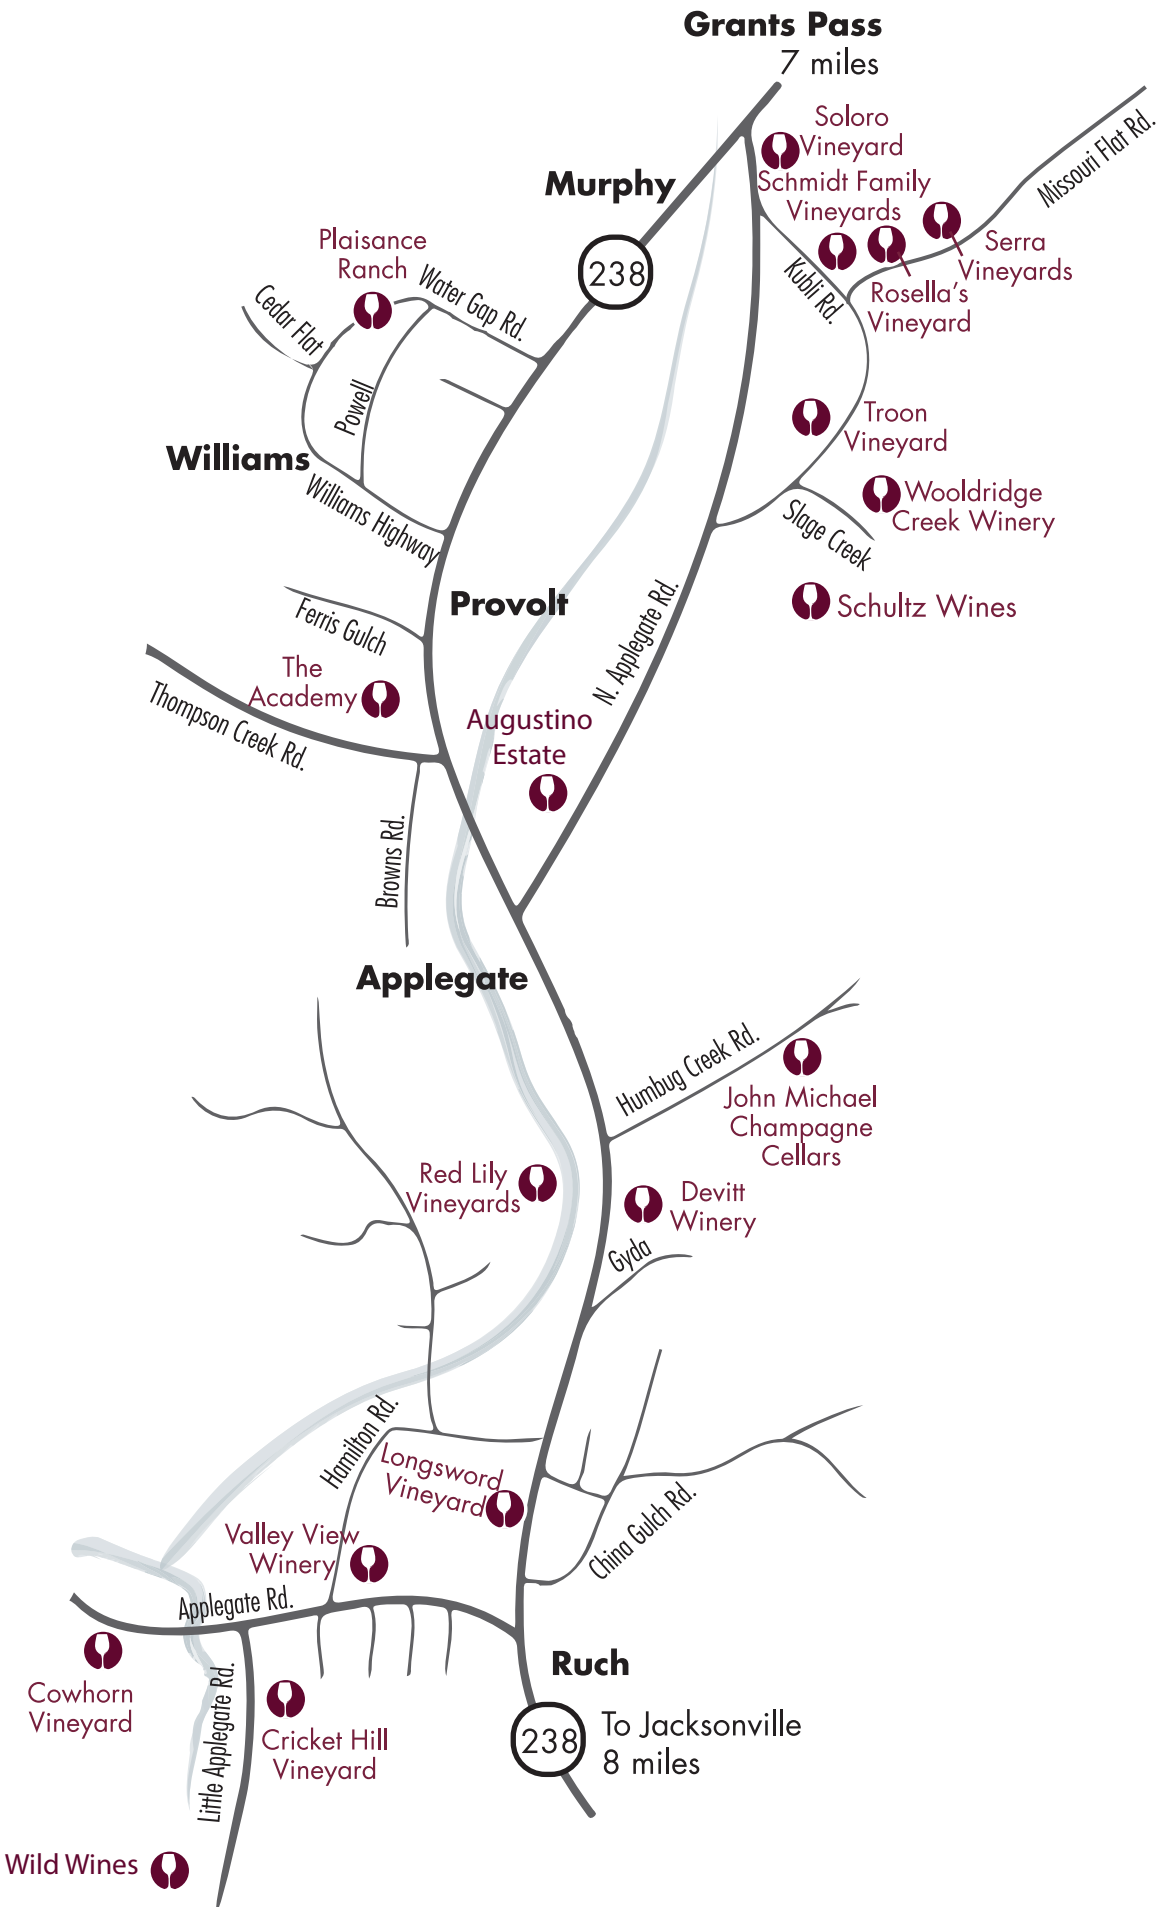 Grants Pass
7 miles
Soloro
Vineyard
Missouri Flat Rd.
Murphy
Schmidt Family
Vineyards
Plaisance
Ranch
Serra
Vineyards
238
Water Gap Rd.
Kubli Rd.
Rosella's
Vineyard
Cedar Flat
Powell
Troon
Vineyard
Williams
Williams Highway
Wooldridge
Creek Winery
Slage Creek
Provolt
Schultz Wines
Ferris Gulch
N. Applegate Rd.
The
Academy
Thompson Creek Rd.
Augustino
Estate
Browns Rd.
Applegate
Humbug Creek Rd.
John Michael
Champagne
Cellars
Red Lily
Vineyards
Devitt
Winery
Gyda
Hamilton Rd.
Longsword
Vineyard
China Gulch Rd.
Valley View
Winery
Applegate Rd.
Ruch
Cowhorn
Vineyard
Little Applegate Rd.
Cricket Hill
Vineyard
238
To Jacksonville
8 miles
Wild Wines